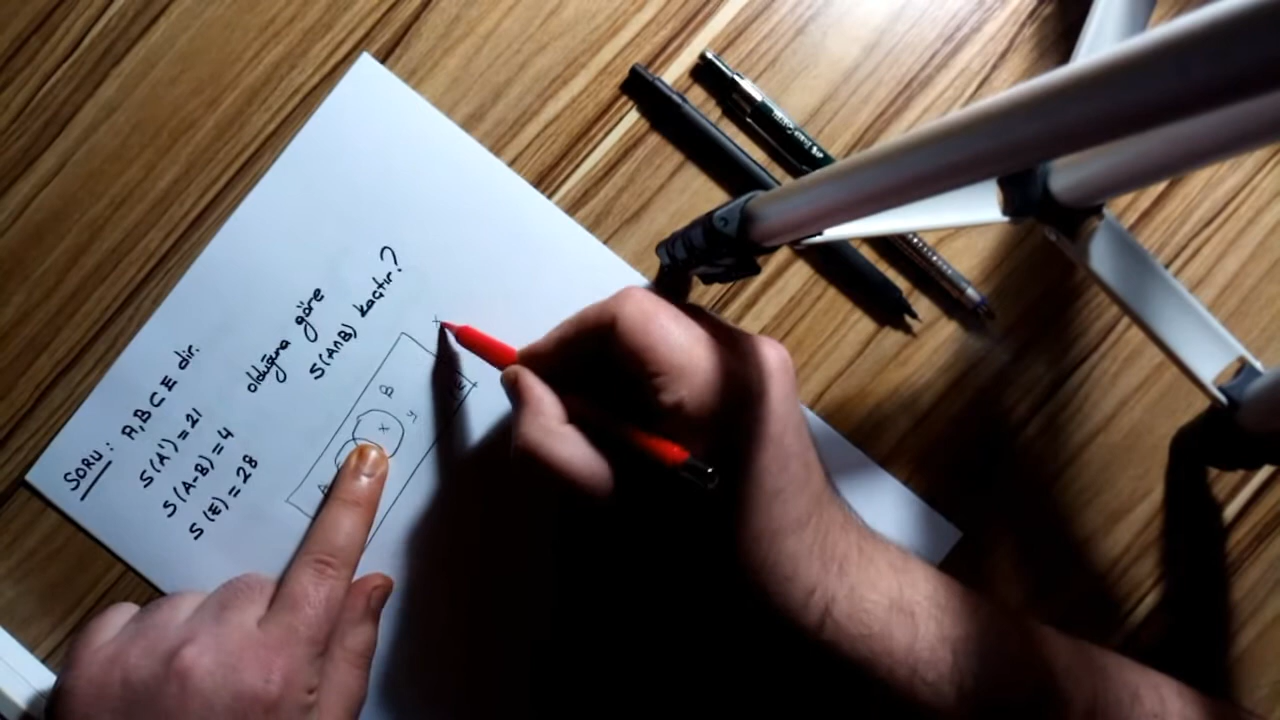 SORU: A,B ⊂ E dir.
S(A') = 21
S(A-B) = 4
S(E) = 28
olduğuna göre
S(A∩B) kaçtır?
B
x
y
A
(E)
x